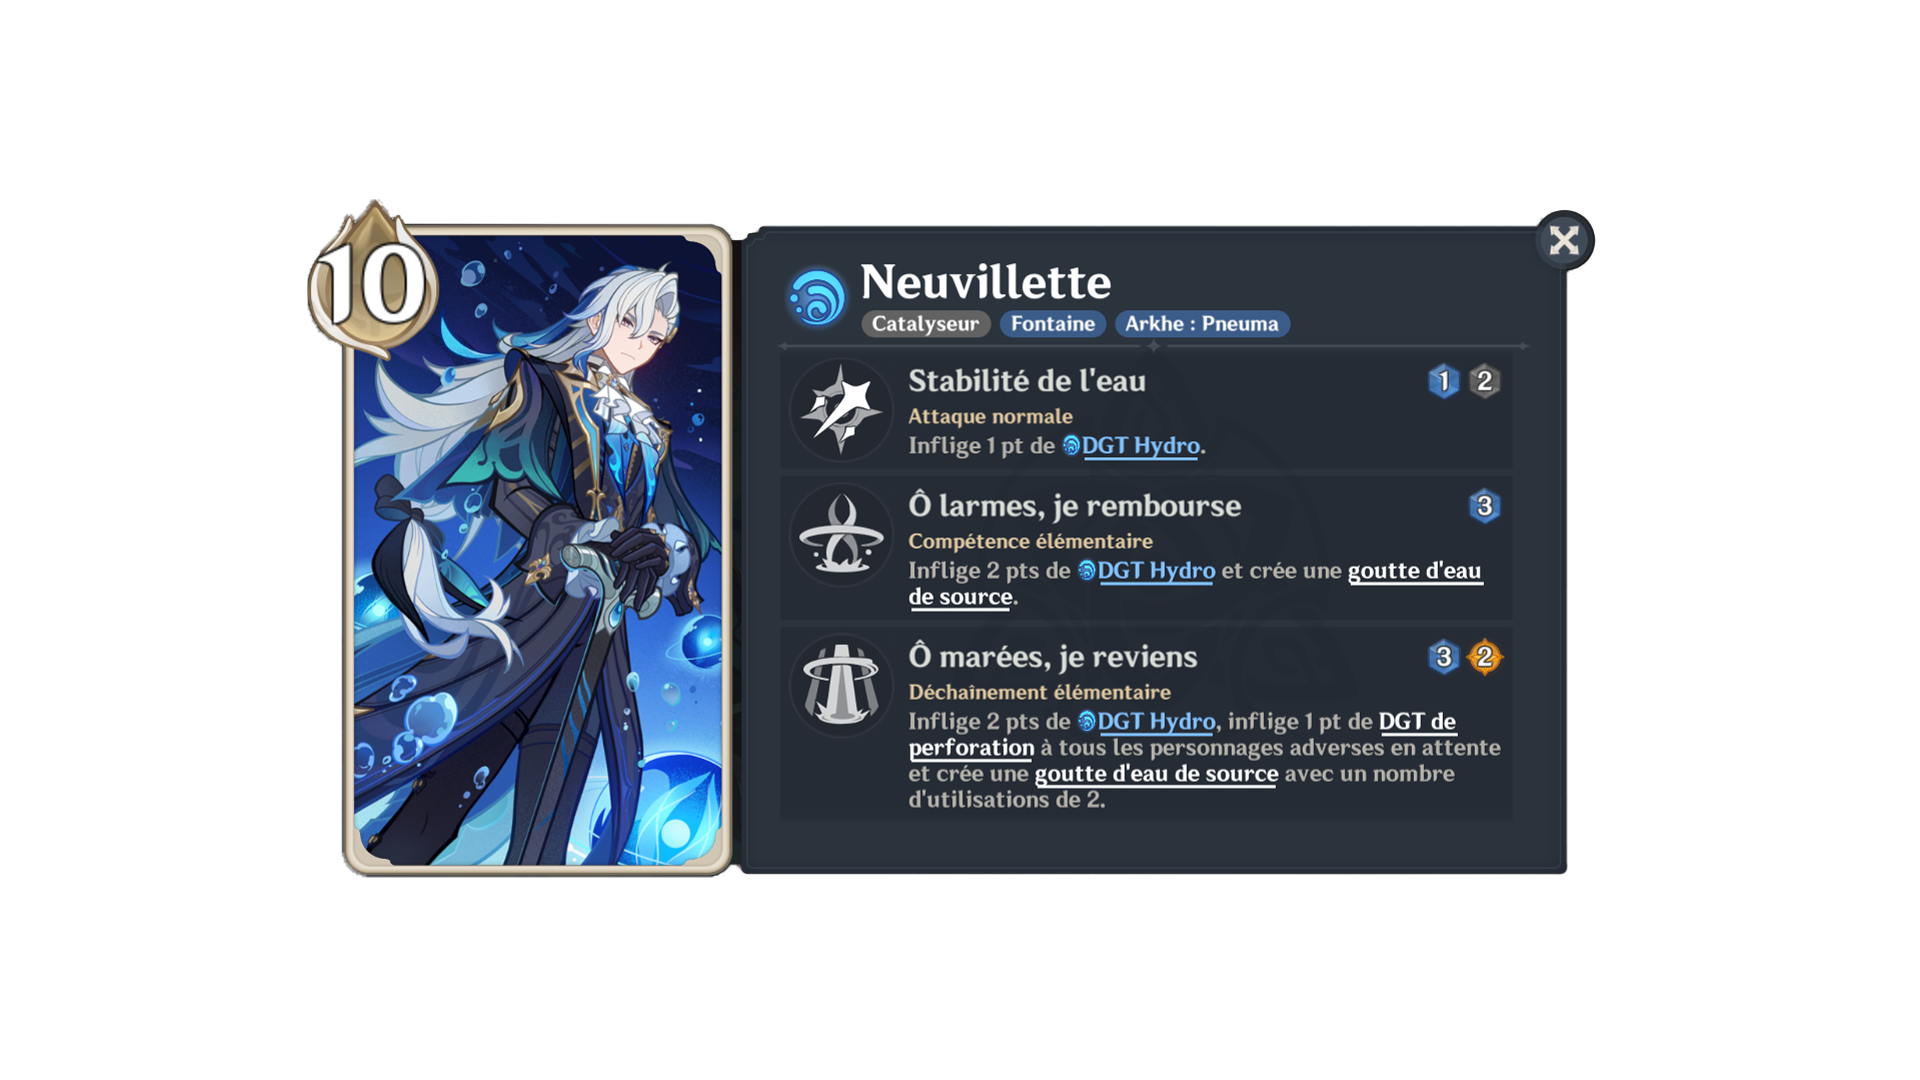 10
Neuvillette
Catalyseur Fontaine Arkhe : Pneuma
Stabilité de l'eau 1 2
Attaque normale
Inflige 1 pt de DGT Hydro.
Ô larmes, je rembourse 3
Compétence élémentaire
Inflige 2 pts de DGT Hydro et crée une goutte d'eau
de source.
Ô marées, je reviens 3 2
Déchaînement élémentaire
Inflige 2 pts de DGT Hydro, inflige 1 pt de DGT de
perforation à tous les personnages adverses en attente
et crée une goutte d'eau de source avec un nombre
d'utilisations de 2.